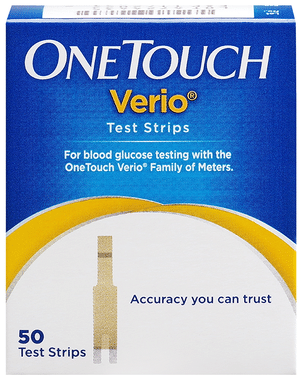 ONETOUCH
Verio®
Test Strips
For blood glucose testing with the
OneTouch Verio® Family of Meters.
Accuracy you can trust
50
Test Strips